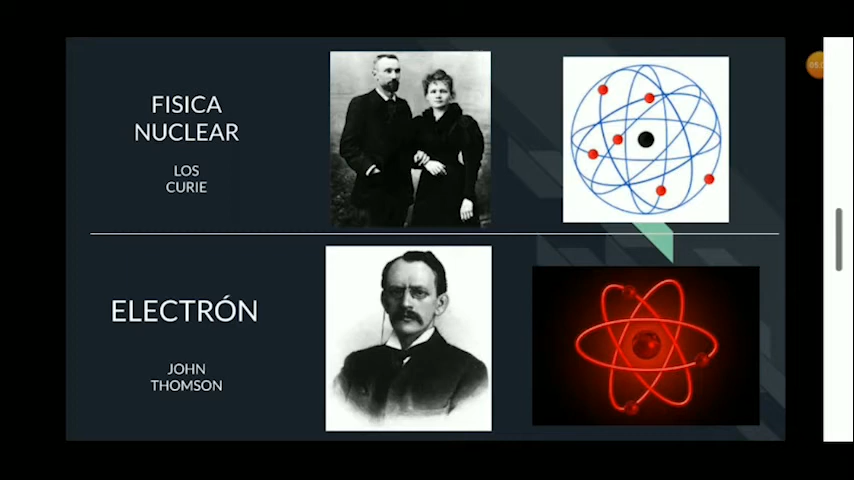 FISICA
NUCLEAR
LOS
CURIE
ELECTRÓN
JOHN
THOMSON